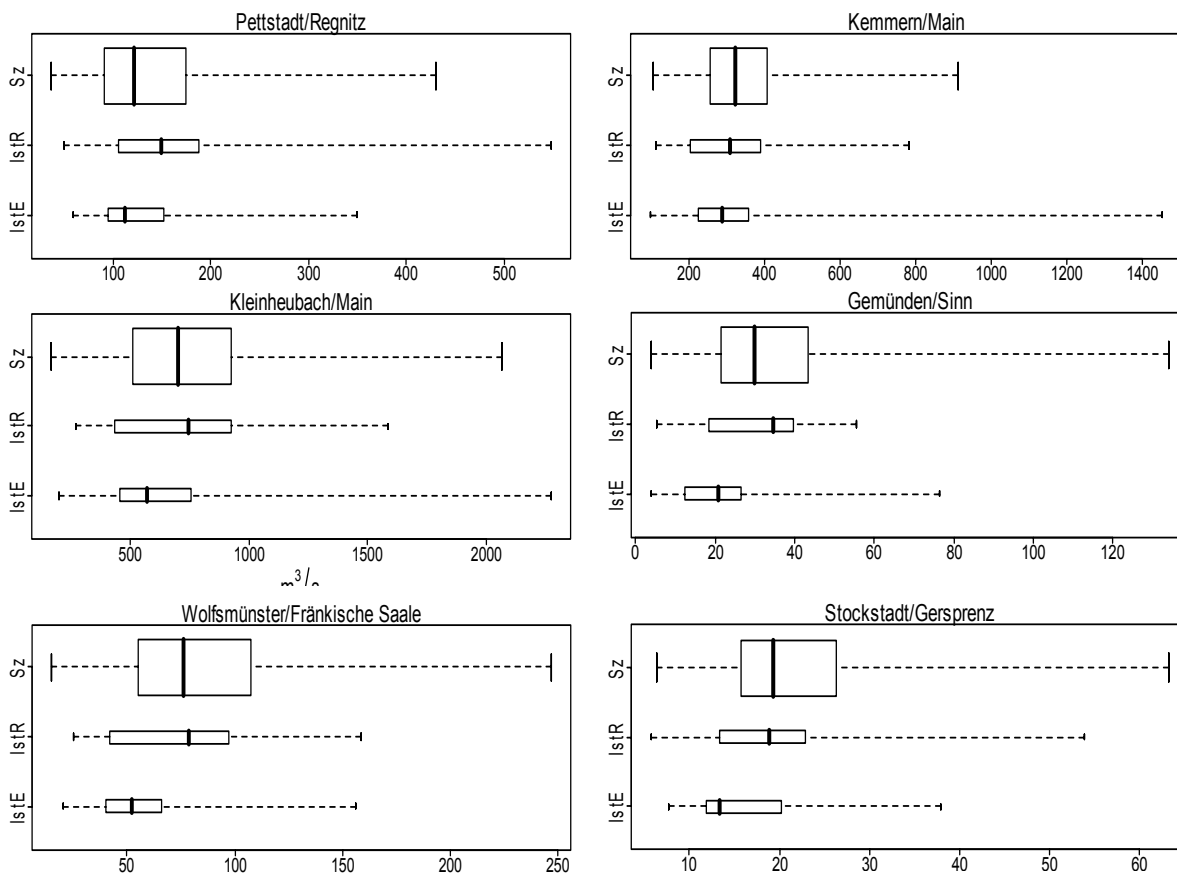 Pettstadt/Regnitz
Sz
IstR
IstE
100 200 300 400 500
Kemmern/Main
Sz
IstR
IstE
200 400 600 800 1000 1200 1400
Kleinheubach/Main
Sz
IstR
IstE
500 1000 1500 2000
Gemünden/Sinn
Sz
IstR
IstE
0 20 40 60 80 100 120
Wolfsmünster/Fränkische Saale
Sz
IstR
IstE
50 100 150 200 250
Stockstadt/Gersprenz
Sz
IstR
IstE
10 20 30 40 50 60